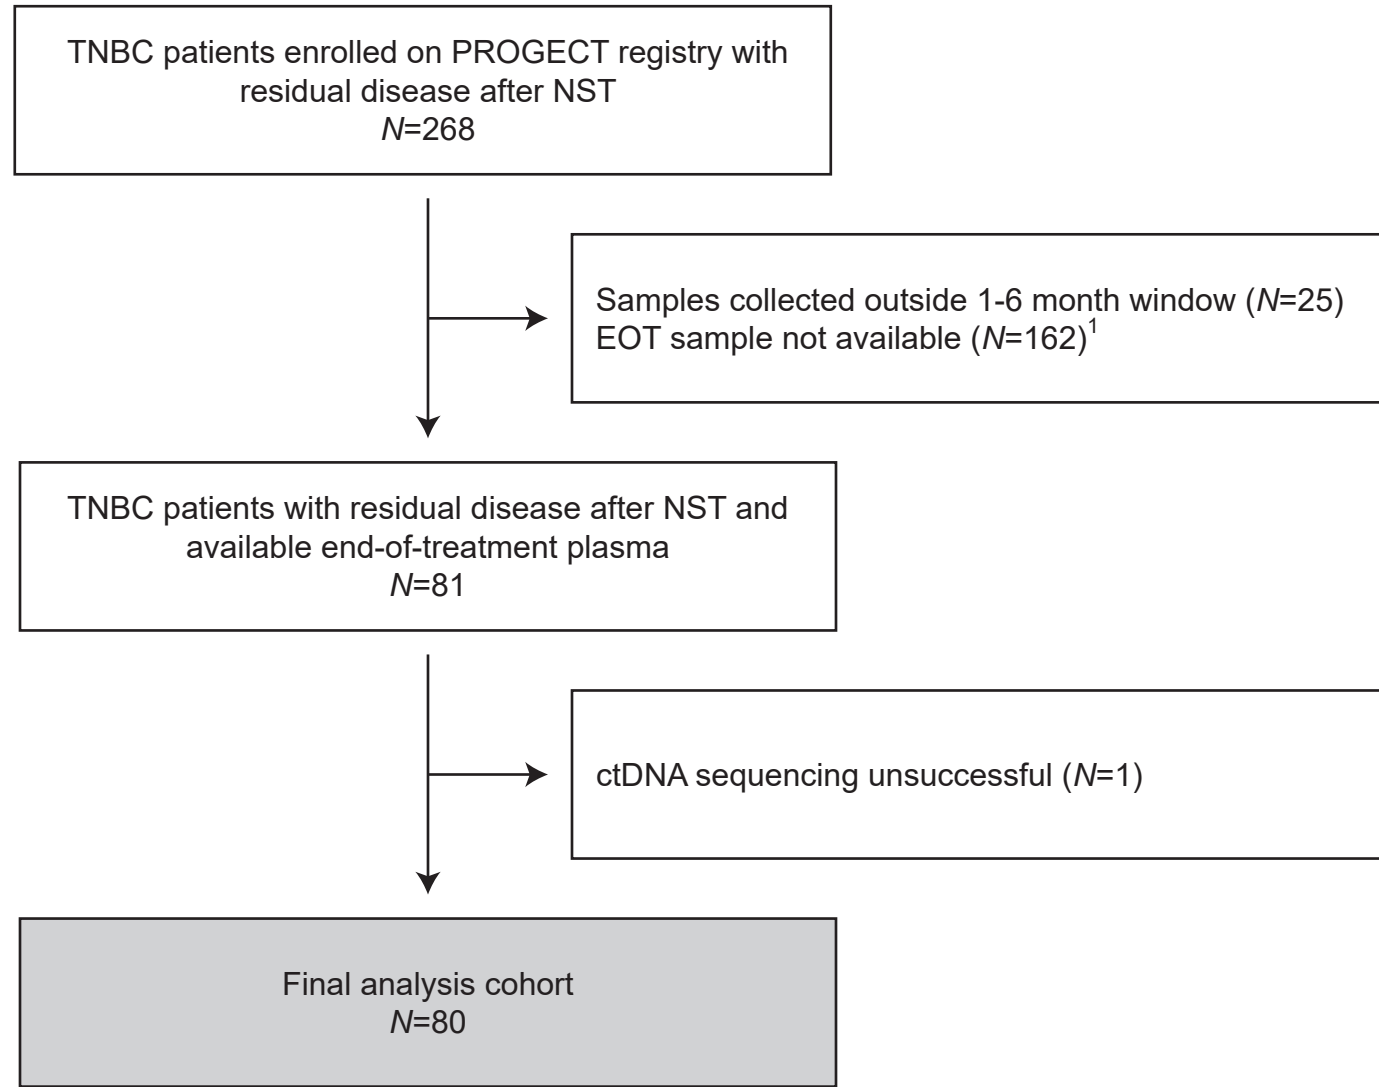 TNBC patients enrolled on PROGECT registry with
residual disease after NST
N=268
Samples collected outside 1-6 month window (N=25)
EOT sample not available (N=162)¹
TNBC patients with residual disease after NST and
available end-of-treatment plasma
N=81
ctDNA sequencing unsuccessful (N=1)
Final analysis cohort
N=80